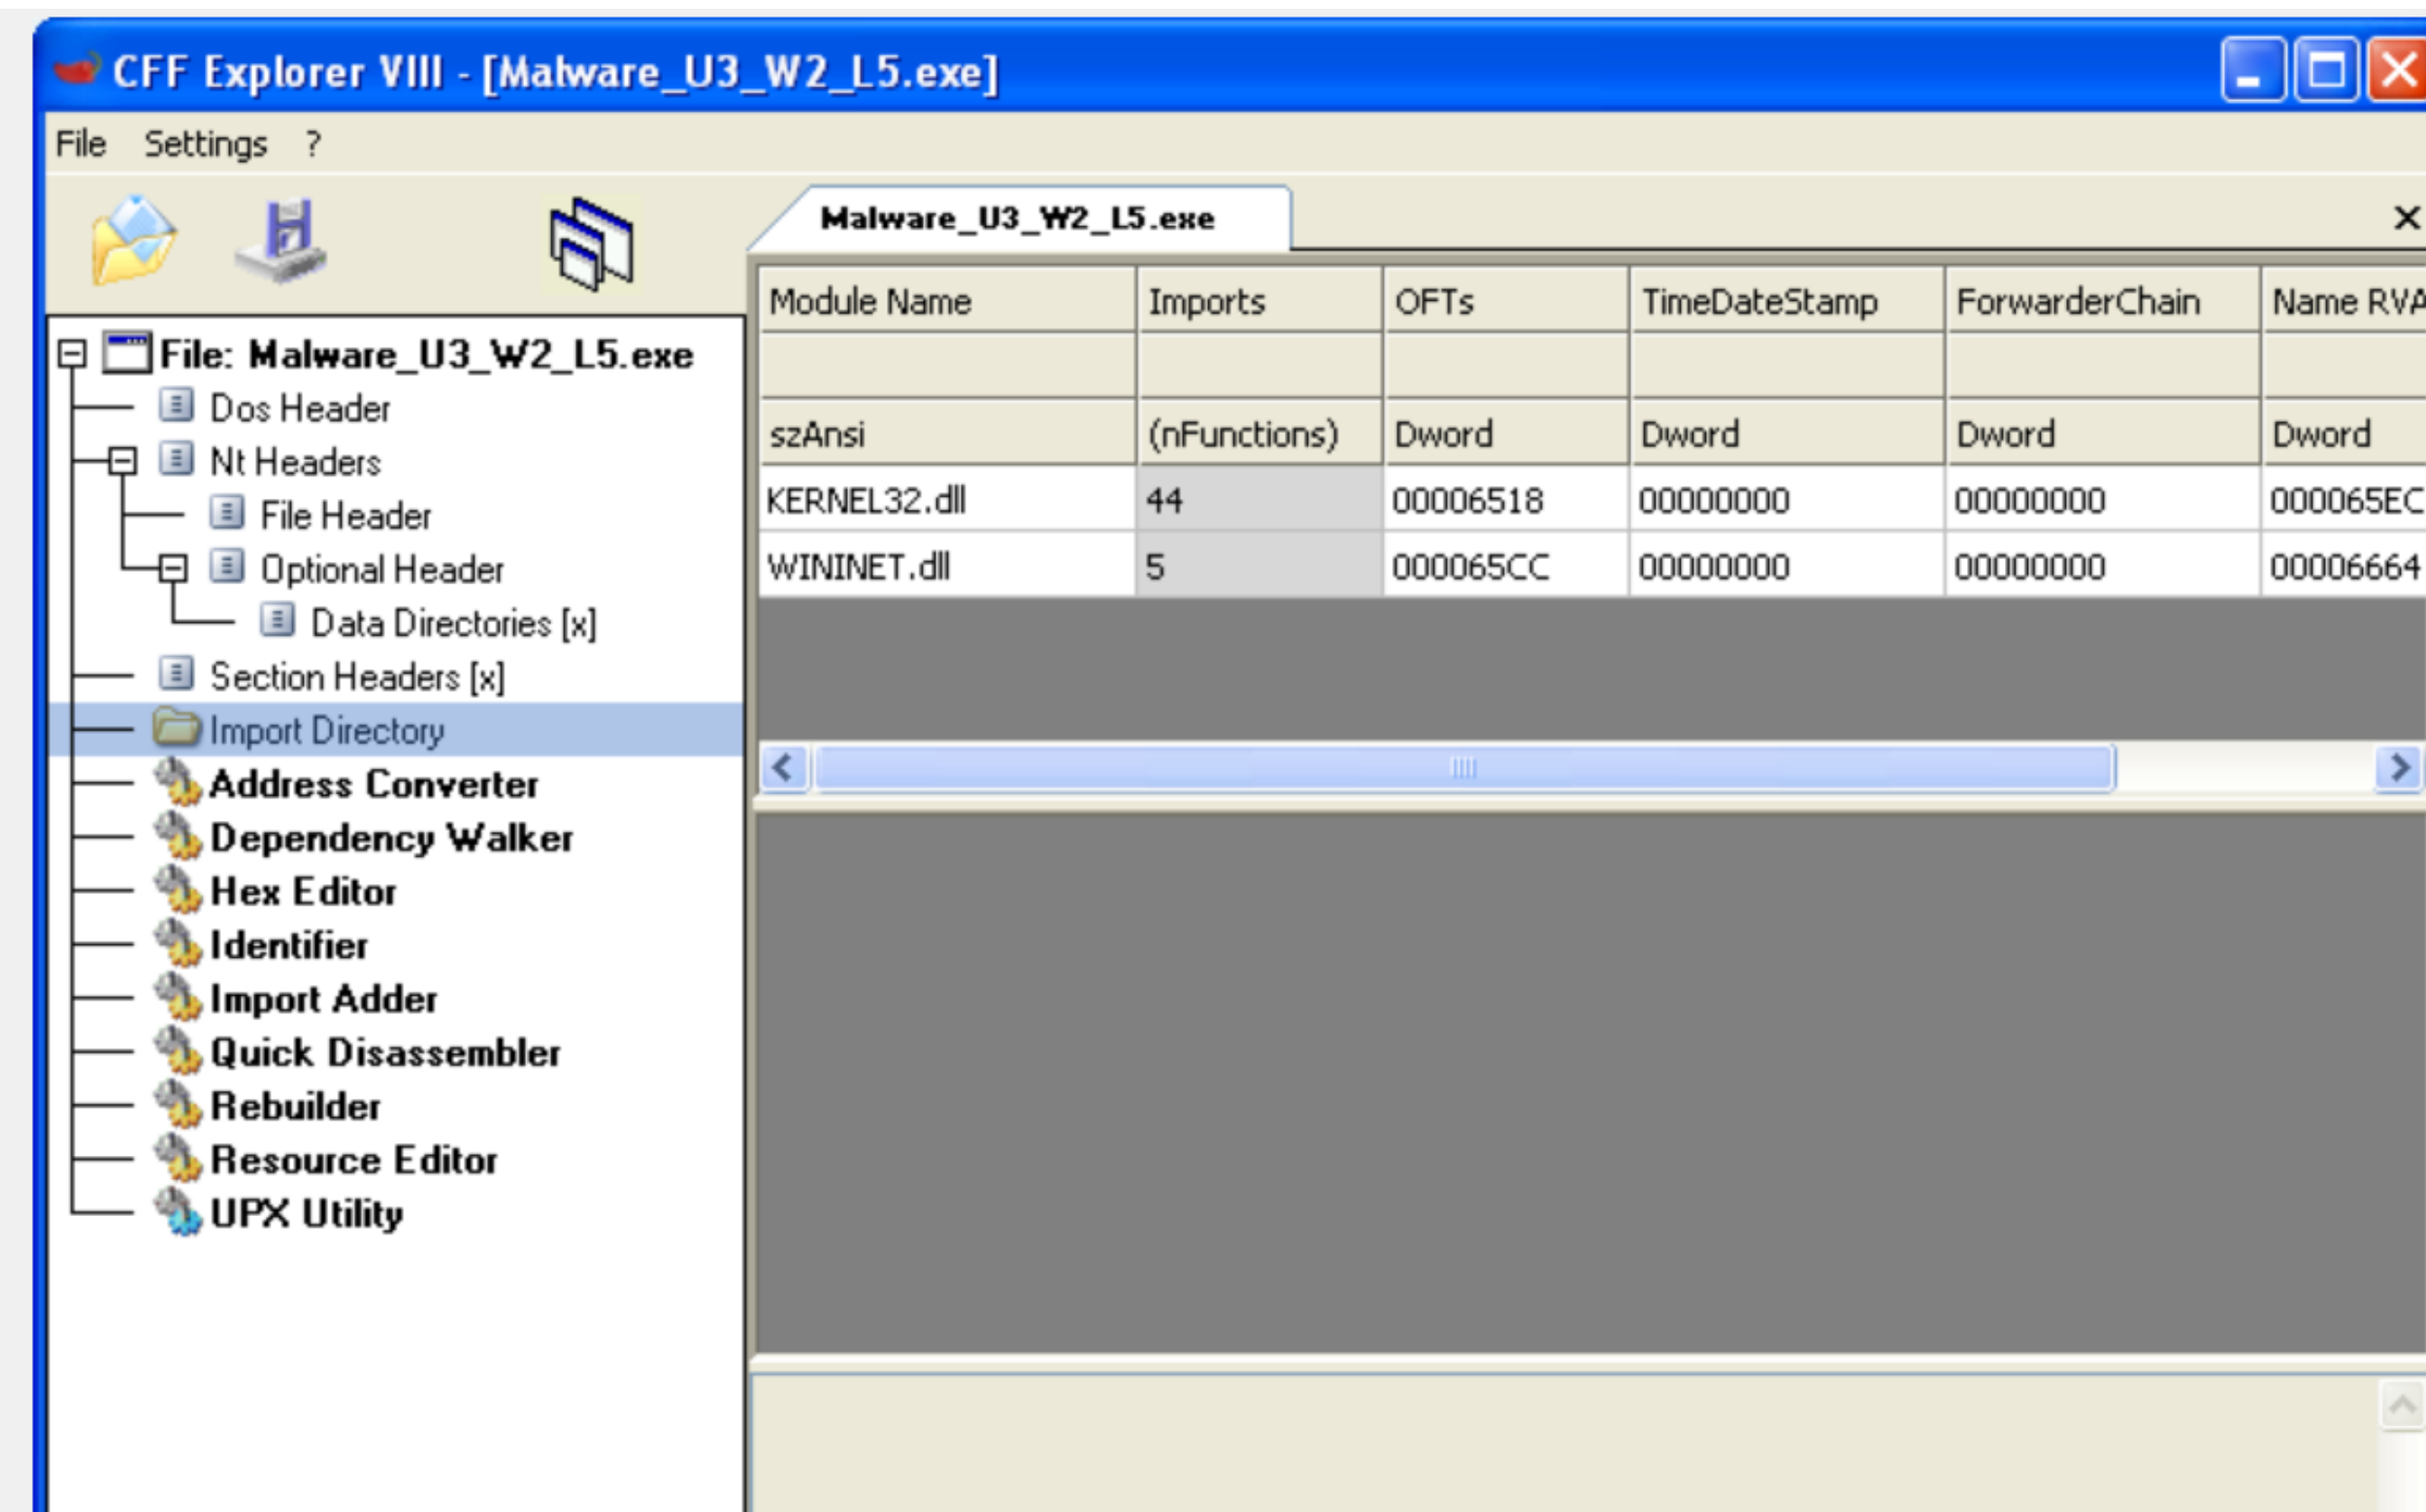 CFF Explorer VIII - [Malware_U3_W2_L5.exe]
File Settings ?
Malware_U3_W2_L5.exe
Module Name Imports OFTs TimeDateStamp ForwarderChain Name RVA
szAnsi (nFunctions) Dword Dword Dword Dword
KERNEL32.dll 44 00006518 00000000 00000000 000065EC
WININET.dll 5 000065CC 00000000 00000000 00006664
File: Malware_U3_W2_L5.exe
Dos Header
Nt Headers
File Header
Optional Header
Data Directories [x]
Section Headers [x]
Import Directory
Address Converter
Dependency Walker
Hex Editor
Identifier
Import Adder
Quick Disassembler
Rebuilder
Resource Editor
UPX Utility